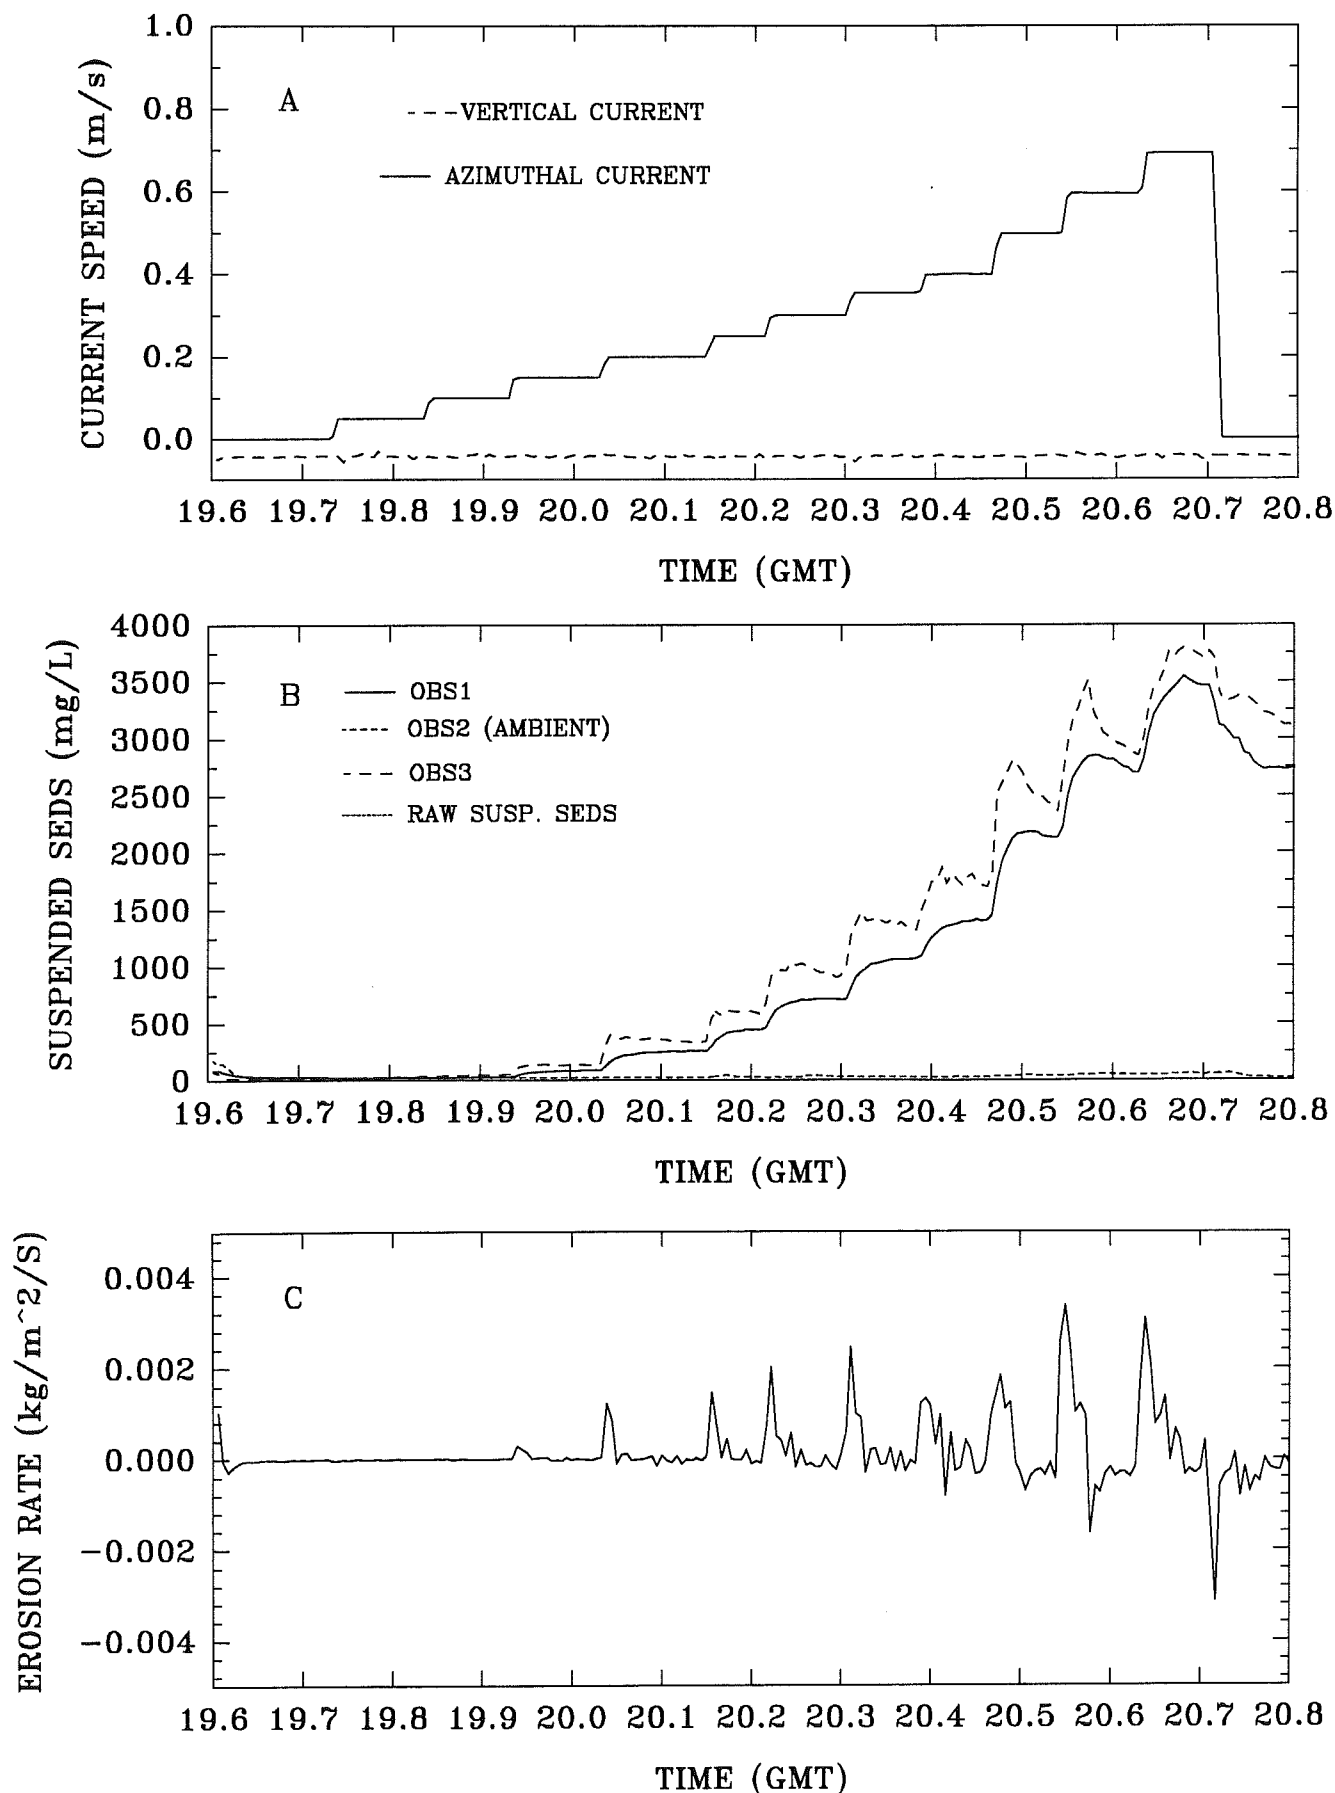 CURRENT SPEED (m/s)
1.0
0.8
0.6
0.4
0.2
0.0
A
VERTICAL CURRENT
AZIMUTHAL CURRENT
19.6 19.7 19.8 19.9 20.0 20.1 20.2 20.3 20.4 20.5 20.6 20.7 20.8
TIME (GMT)
SUSPENDED SEDS (mg/L)
4000
3500
3000
2500
2000
1500
1000
500
0
B
OBS1
OBS2 (AMBIENT)
OBS3
RAW SUSP. SEDS
19.6 19.7 19.8 19.9 20.0 20.1 20.2 20.3 20.4 20.5 20.6 20.7 20.8
TIME (GMT)
EROSION RATE (kg/m^2/S)
0.004
0.002
0.000
-0.002
-0.004
C
19.6 19.7 19.8 19.9 20.0 20.1 20.2 20.3 20.4 20.5 20.6 20.7 20.8
TIME (GMT)